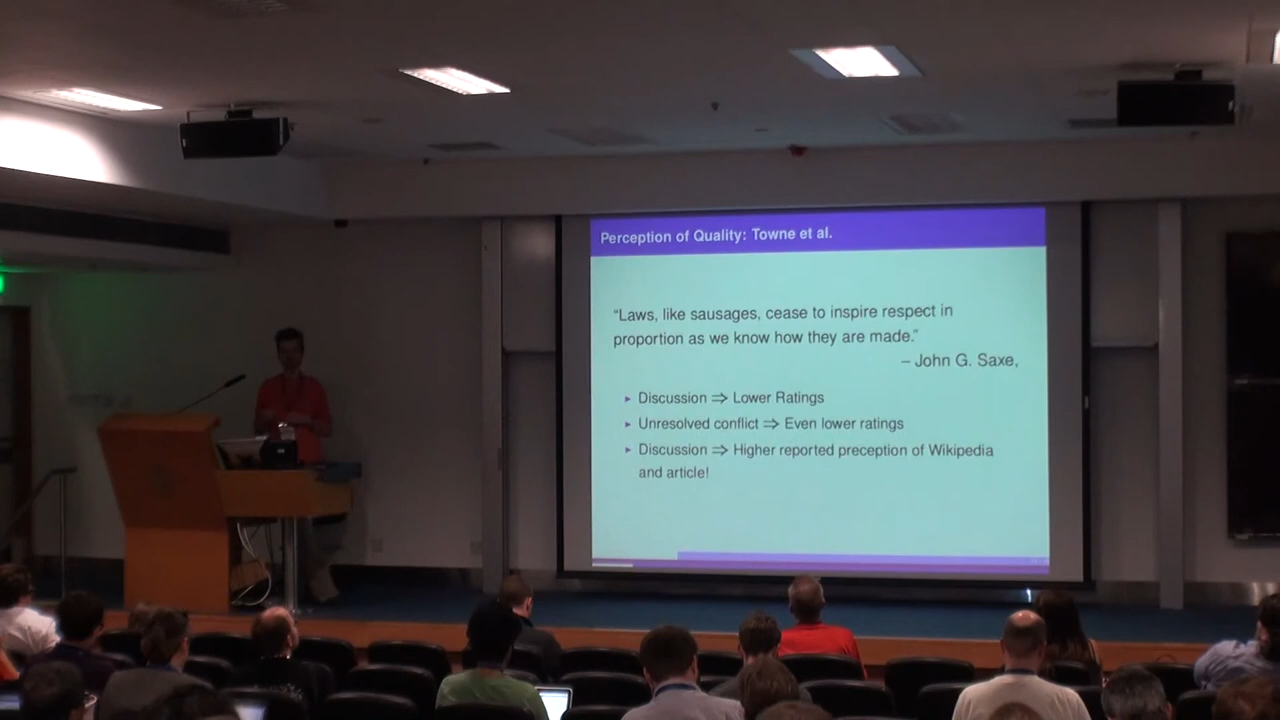 Perception of Quality: Towne et al.
“Laws, like sausages, cease to inspire respect in
proportion as we know how they are made.”
– John G. Saxe,
▸ Discussion ⇒ Lower Ratings
▸ Unresolved conflict ⇒ Even lower ratings
▸ Discussion ⇒ Higher reported preception of Wikipedia
and article!